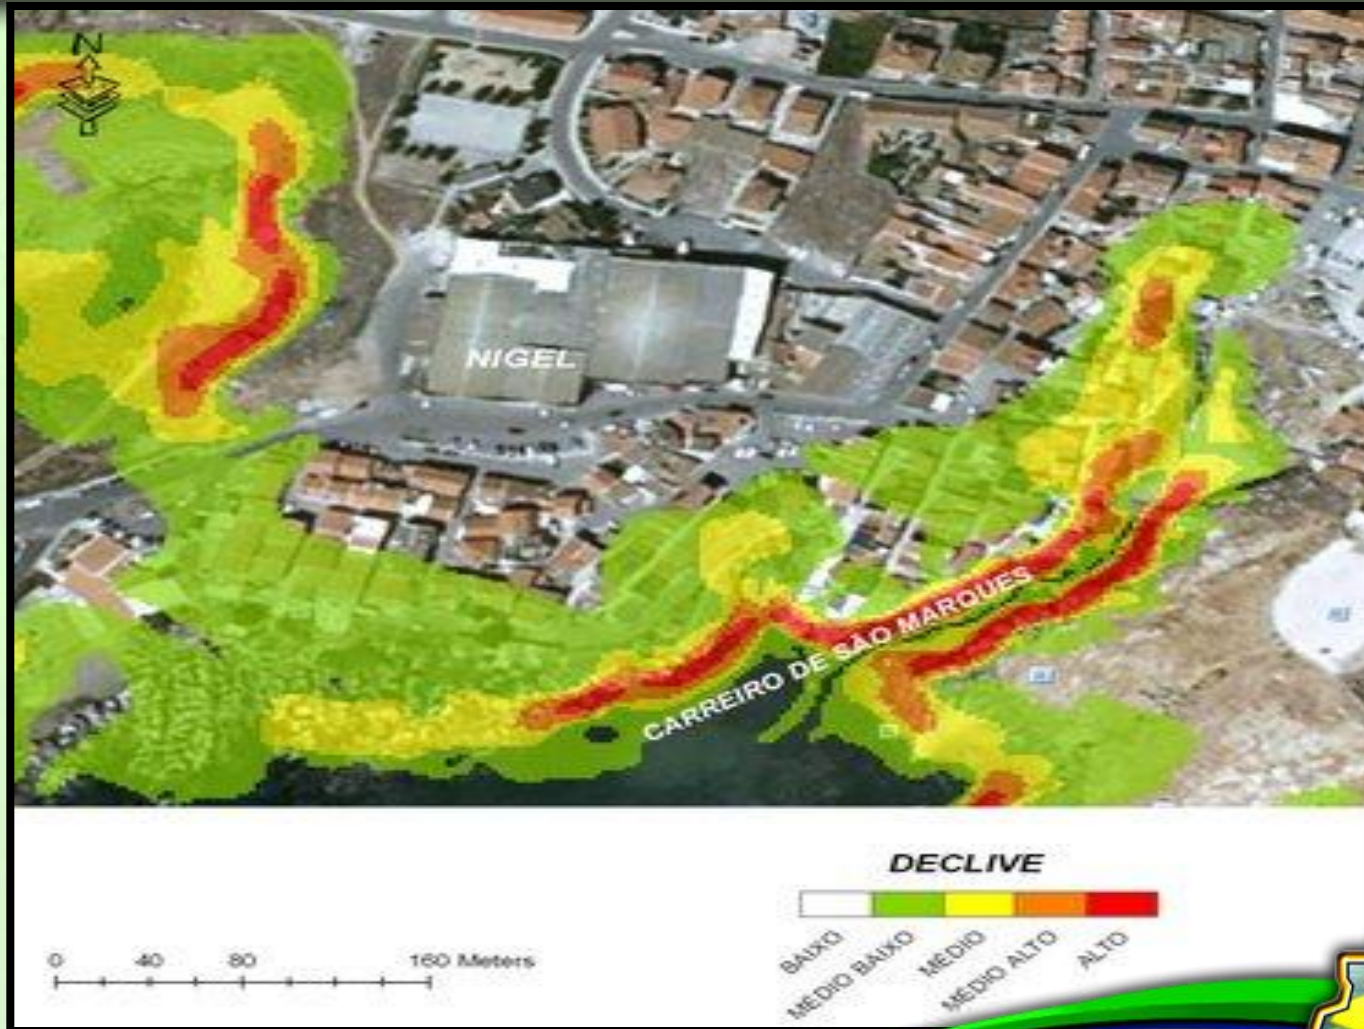 N
NIGEL
CARREIRO DE SÃO MARQUES
DECLIVE
BAIXO
MÉDIO BAIXO
MÉDIO
MÉDIO ALTO
ALTO
0 40 80 160 Meters